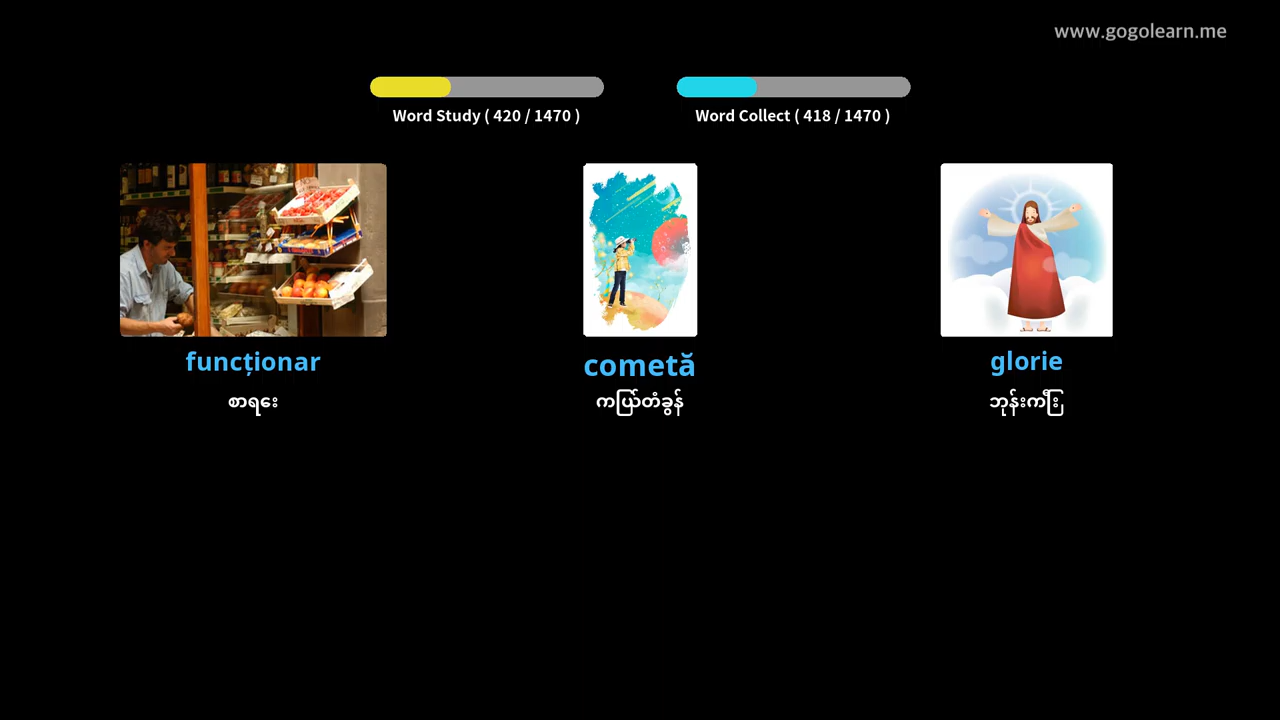 www.gogolearn.me
Word Study ( 420 / 1470 )
Word Collect ( 418 / 1470 )
funcționar
cometă
glorie
စာရေး
ကြယ်တံခွန်
ဘုန်းကြီး